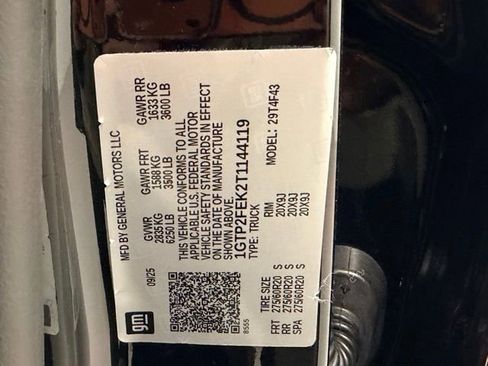 MFD BY GENERAL MOTORS LLC
09/25
GVWR GAWR FRT GAWR RR
2835 KG 1588 KG 1633 KG
6250 LB 3500 LB 3600 LB
THIS VEHICLE CONFORMS TO ALL
APPLICABLE U.S. FEDERAL MOTOR
VEHICLE SAFETY STANDARDS IN EFFECT
ON THE DATE OF MANUFACTURE
SHOWN ABOVE.
1GTP2FEK2T1144119
TYPE: TRUCK MODEL: 29T4F43
TIRE SIZE RIM
FRT 275/60R20 S 20X9J
RR 275/60R20 S 20X9J
SPA 275/60R20 S 20X9J
gm
8555